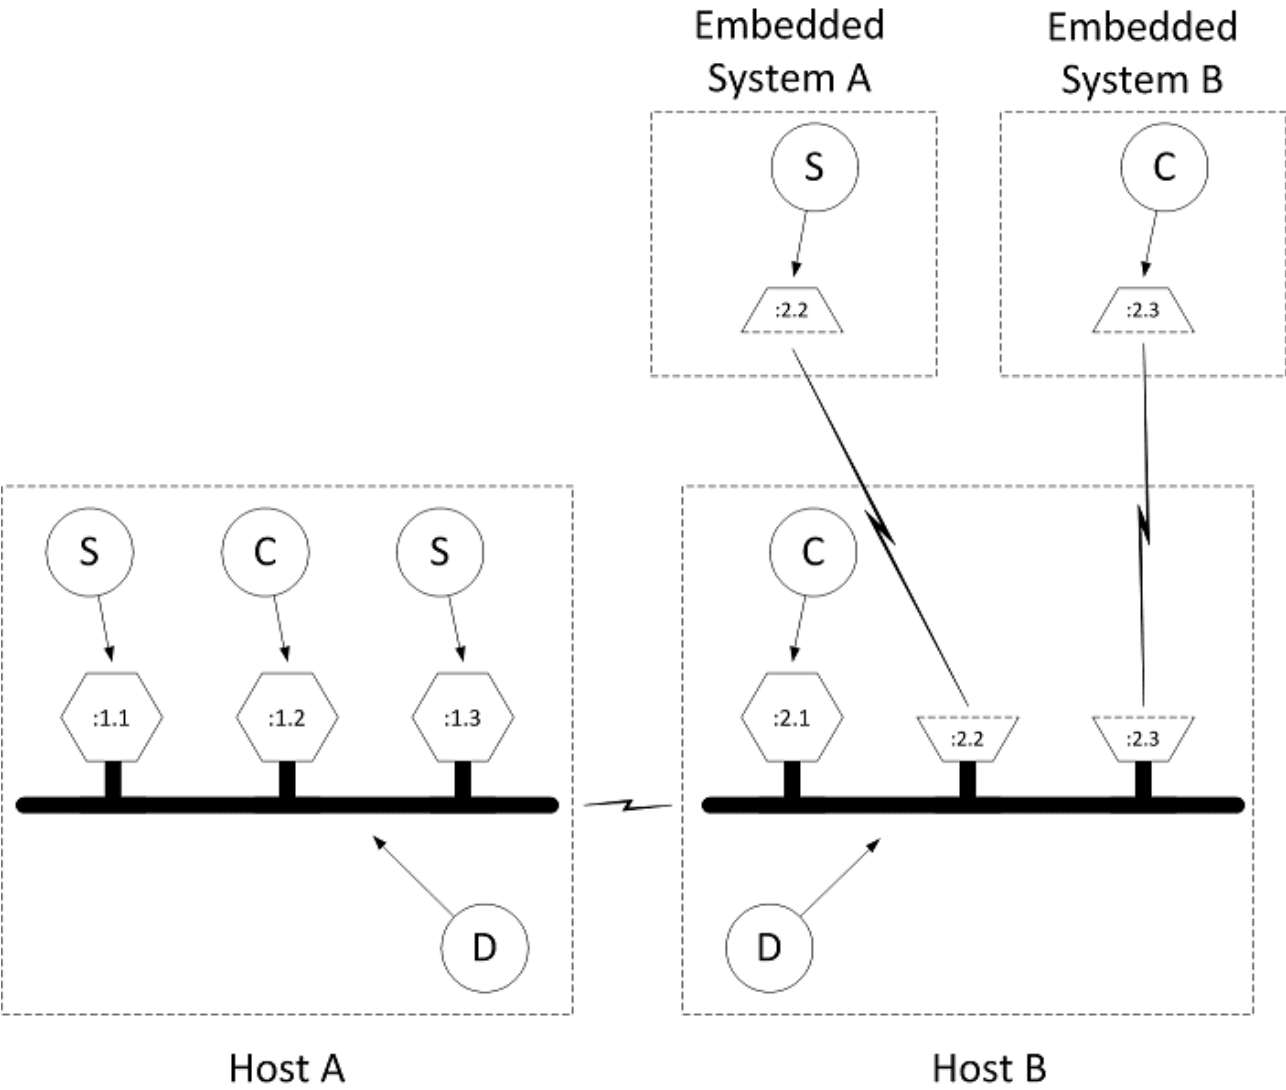 Embedded
System A
Embedded
System B
S
C
:2.2
:2.3
S
C
S
C
:1.1
:1.2
:1.3
:2.1
:2.2
:2.3
D
D
Host A
Host B